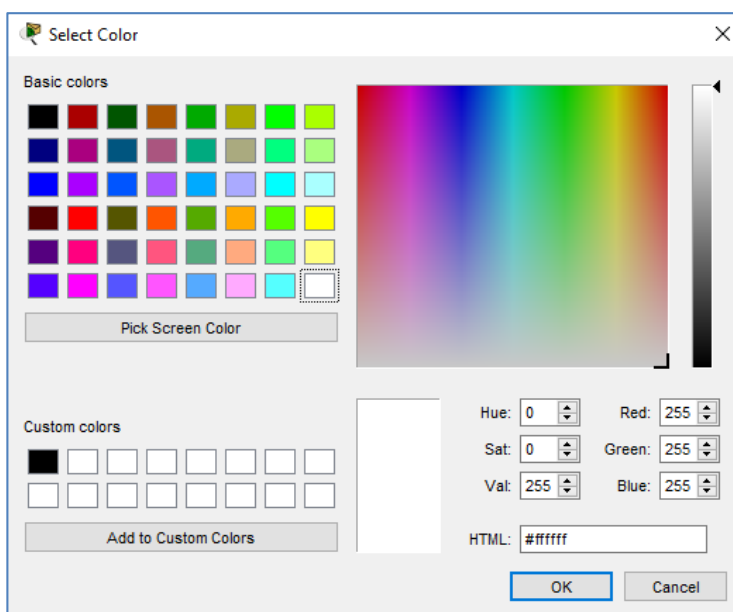 Select Color
Basic colors
Pick Screen Color
Custom colors
Add to Custom Colors
Hue: 0 Red: 255
Sat: 0 Green: 255
Val: 255 Blue: 255
HTML: #ffffff
OK Cancel